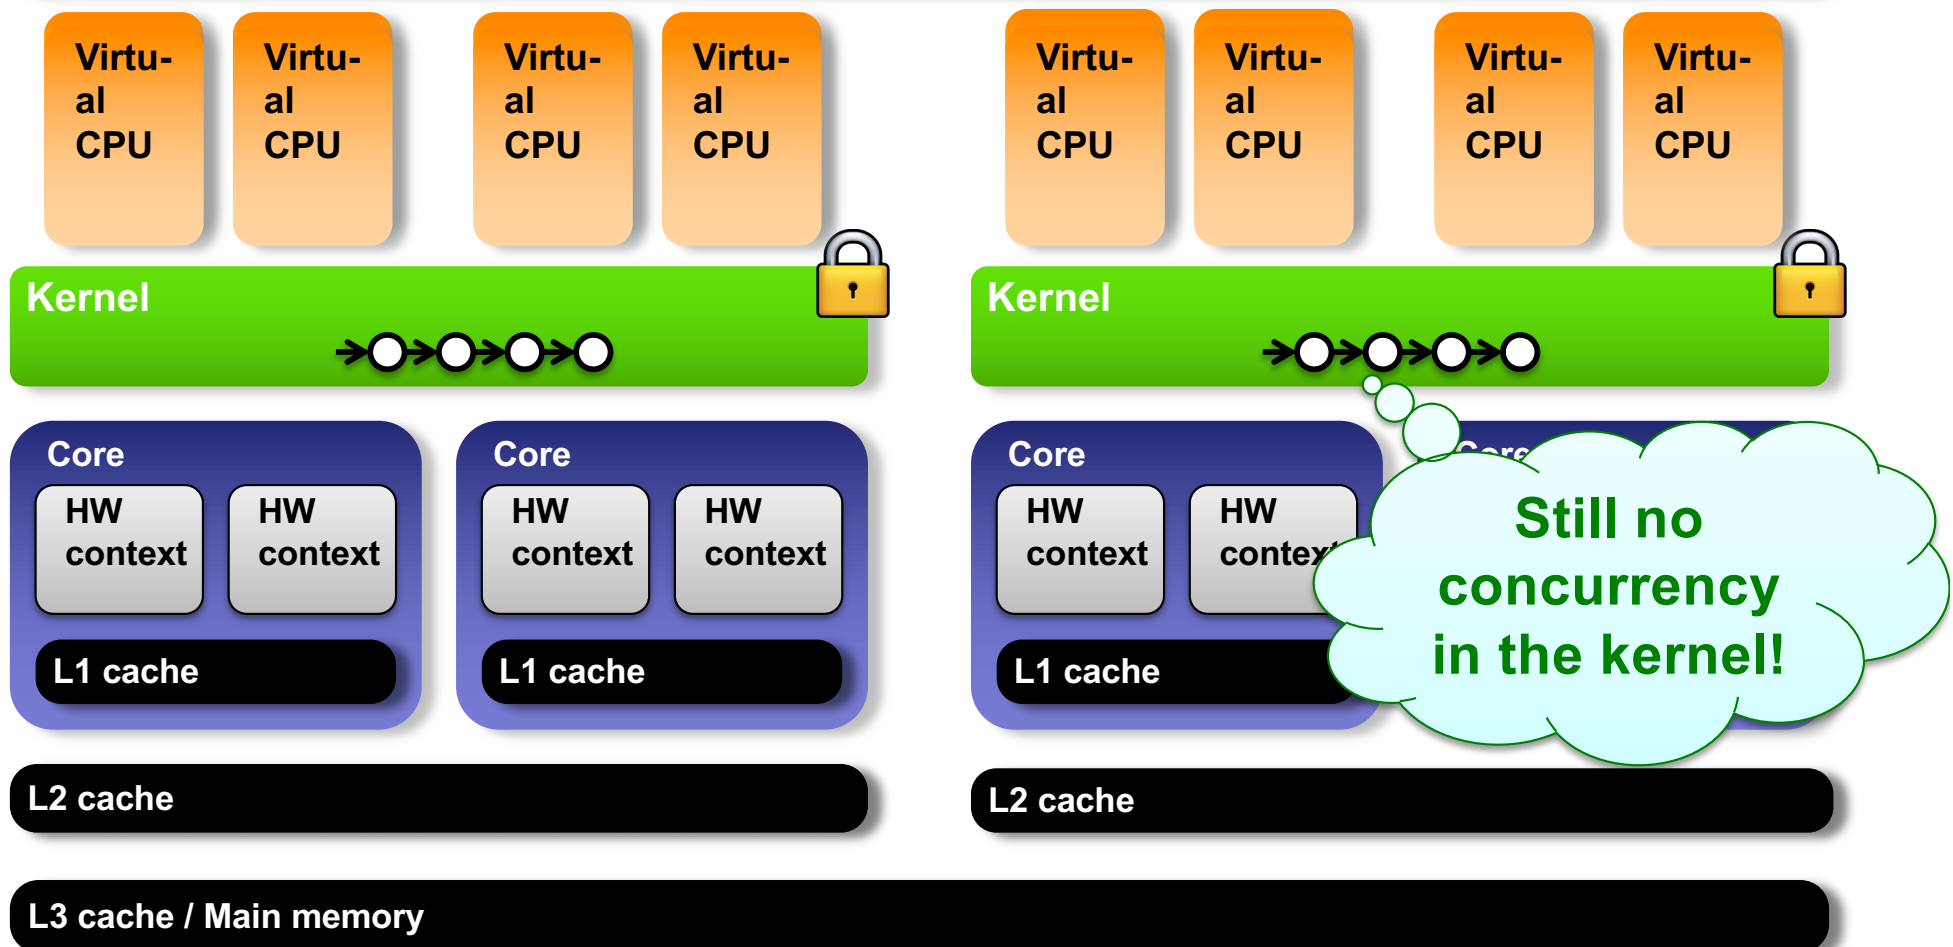 Virtu-
al
CPU
Virtu-
al
CPU
Virtu-
al
CPU
Virtu-
al
CPU
Virtu-
al
CPU
Virtu-
al
CPU
Virtu-
al
CPU
Virtu-
al
CPU
Kernel
Kernel
Core
HW
context
HW
context
L1 cache
Core
HW
context
HW
context
L1 cache
Core
HW
context
HW
context
L1 cache
Core
Still no
concurrency
in the kernel!
L2 cache
L2 cache
L3 cache / Main memory